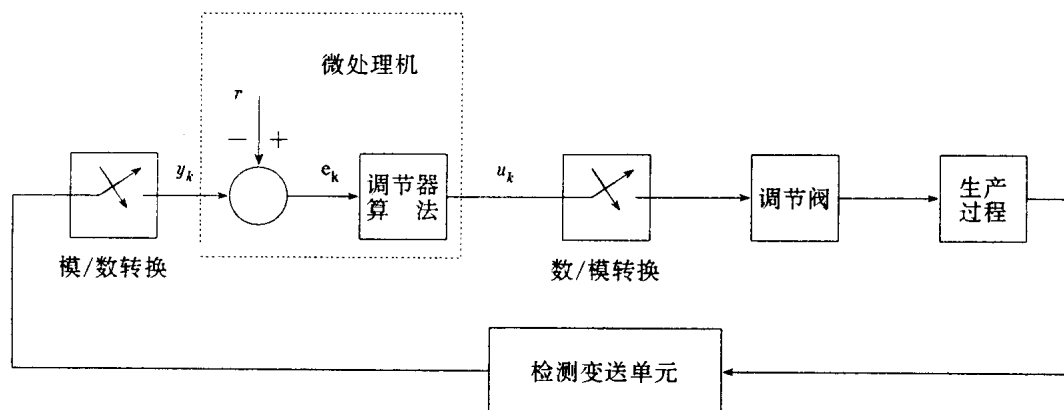 微处理机
r
− +
y_k
e_k
u_k
调节器
算 法
调节阀
生产
过程
模/数转换
数/模转换
检测变送单元